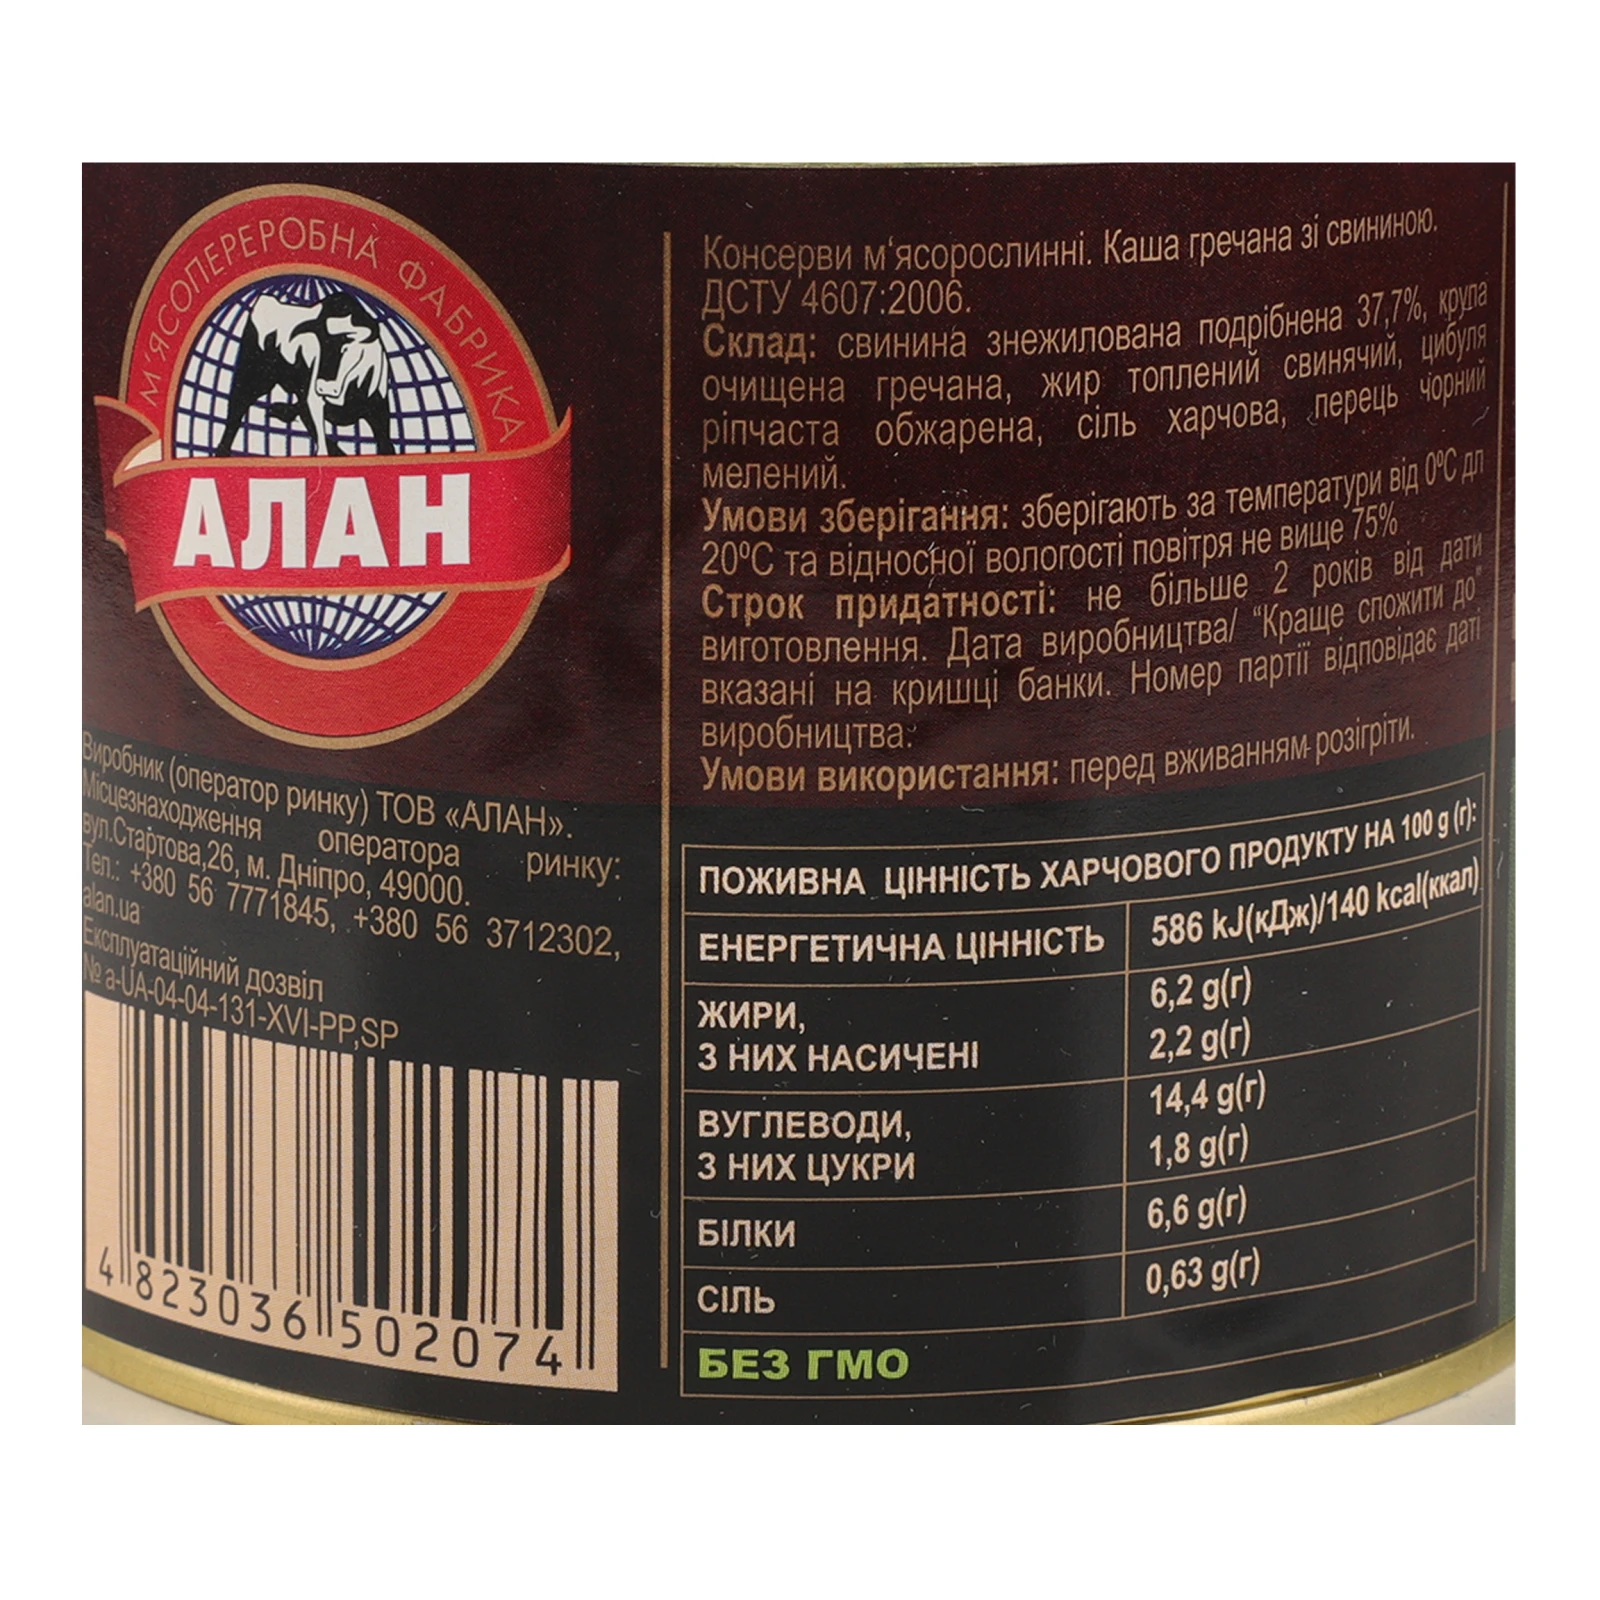 М'ЯСОПЕРЕРОБНА ФАБРИКА
АЛАН
Виробник (оператор ринку) ТОВ «АЛАН».
Місцезнаходження оператора ринку:
вул.Стартова,26, м. Дніпро, 49000.
Тел.: +380 56 7771845, +380 56 3712302,
alan.ua
Експлуатаційний дозвіл
№ a-UA-04-04-131-XVI-PP,SP
4 823036 502074
Консерви м‘ясорослинні. Каша гречана зі свининою.
ДСТУ 4607:2006.
Склад: свинина знежилована подрібнена 37,7%, крупа
очищена гречана, жир топлений свинячий, цибуля
ріпчаста обжарена, сіль харчова, перець чорний
мелений.
Умови зберігання: зберігають за температури від 0ºС дл
20ºС та відносної вологості повітря не вище 75%
Строк придатності: не більше 2 років від дати
виготовлення. Дата виробництва/ “Краще спожити до”
вказані на кришці банки. Номер партії відповідає даті
виробництва.
Умови використання: перед вживанням розігріти.
ПОЖИВНА ЦІННІСТЬ ХАРЧОВОГО ПРОДУКТУ НА 100 g (г):
ЕНЕРГЕТИЧНА ЦІННІСТЬ 586 kJ(кДж)/140 kcal(ккал)
ЖИРИ, 6,2 g(г)
З НИХ НАСИЧЕНІ 2,2 g(г)
ВУГЛЕВОДИ, 14,4 g(г)
З НИХ ЦУКРИ 1,8 g(г)
БІЛКИ 6,6 g(г)
СІЛЬ 0,63 g(г)
БЕЗ ГМО